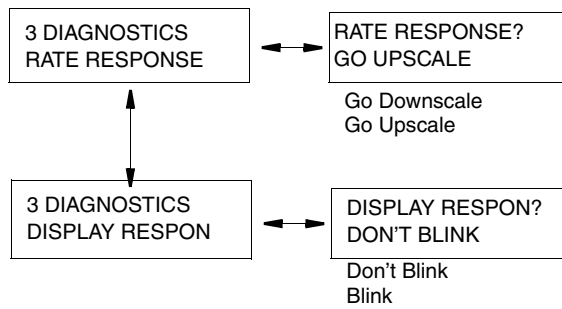 3 DIAGNOSTICS
RATE RESPONSE
RATE RESPONSE?
GO UPSCALE
Go Downscale
Go Upscale
3 DIAGNOSTICS
DISPLAY RESPON
DISPLAY RESPON?
DON'T BLINK
Don't Blink
Blink